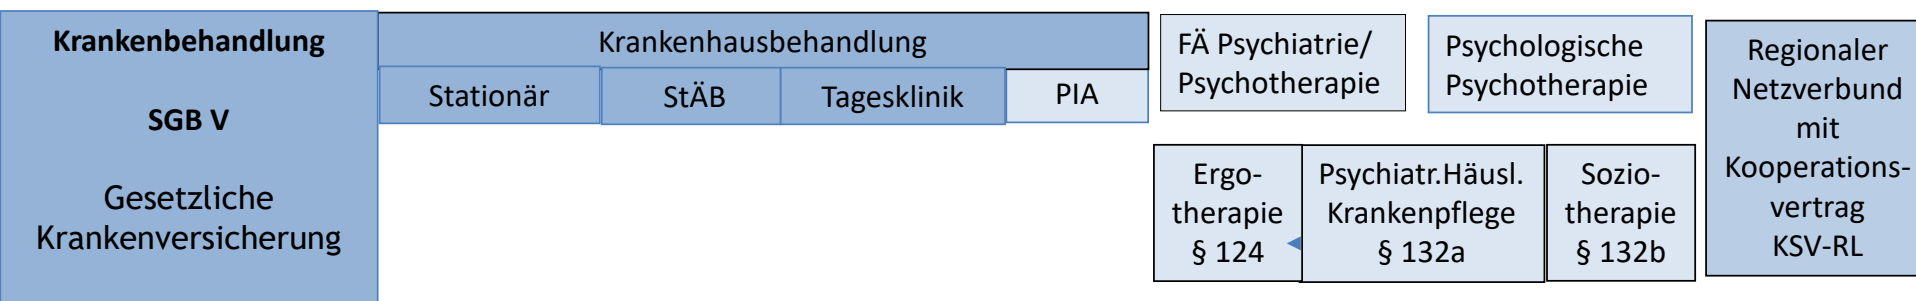 Krankenbehandlung
SGB V
Gesetzliche
Krankenversicherung
Krankenhausbehandlung
Stationär
StÄB
Tagesklinik
PIA
FÄ Psychiatrie/
Psychotherapie
Psychologische
Psychotherapie
Ergo-
therapie
§ 124
Psychiatr.Häusl.
Krankenpflege
§ 132a
Sozio-
therapie
§ 132b
Regionaler
Netzverbund
mit
Kooperations-
vertrag
KSV-RL